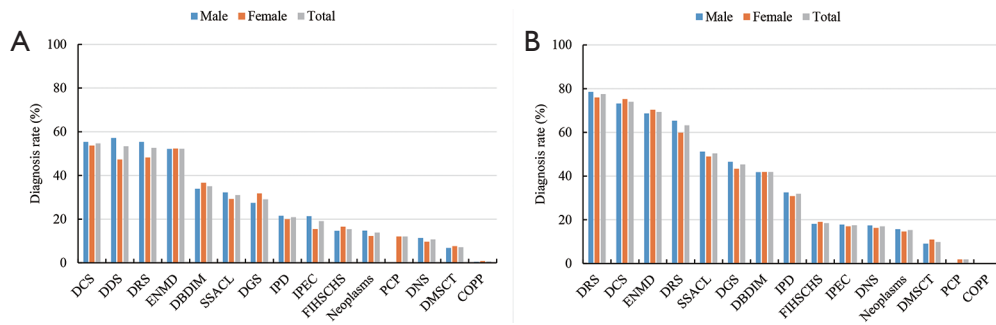 Male Female Total
A
100
80
60
40
20
0
Diagnosis rate (%)
DCS DDS DRS ENMD DBDIM SSACL DGS IPD IPEC FIHSCHS Neoplasms PCP DNS DMSCT COPP
Male Female Total
B
100
80
60
40
20
0
Diagnosis rate (%)
DRS DCS ENMD DRS SSACL DGS DBDIM IPD FIHSCHS IPEC DNS Neoplasms DMSCT PCP COPP